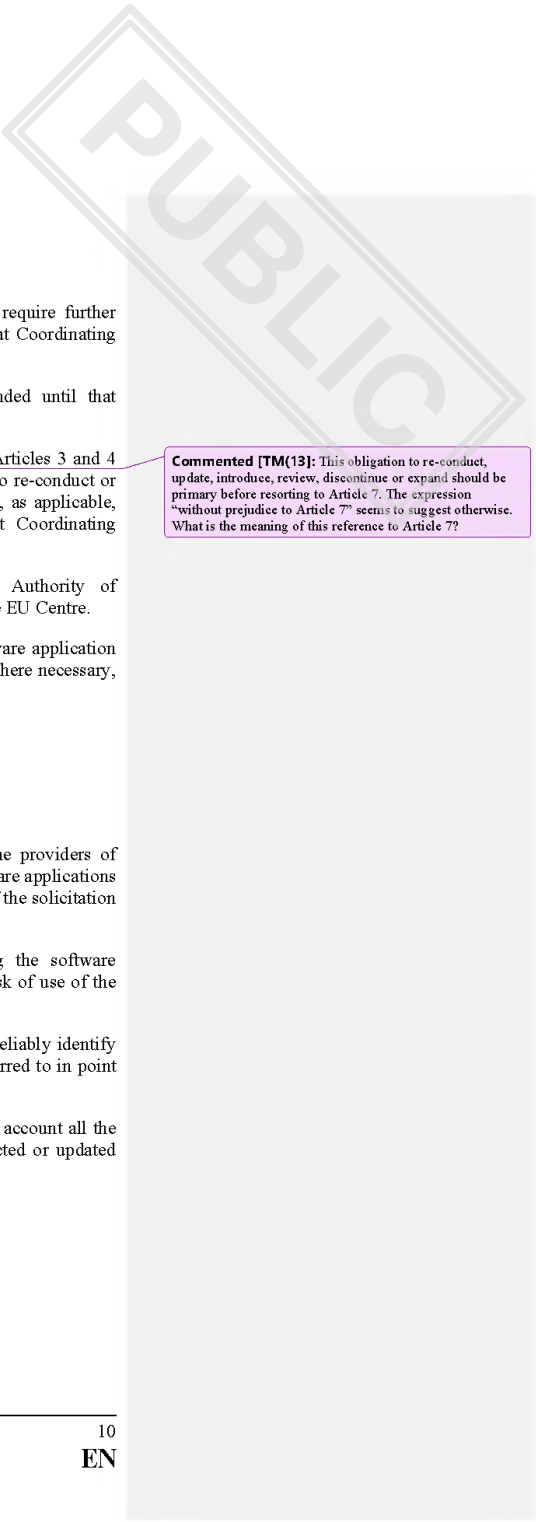 PUBLIC
require further
at Coordinating
nded until that
Articles 3 and 4
o re-conduct or
, as applicable,
t Coordinating
Commented [TM(13]: This obligation to re-conduct,
update, introduce, review, discontinue or expand should be
primary before resorting to Article 7. The expression
“without prejudice to Article 7” seems to suggest otherwise.
What is the meaning of this reference to Article 7?
Authority of
e EU Centre.
are application
here necessary,
ne providers of
are applications
f the solicitation
g the software
sk of use of the
eliably identify
rred to in point
account all the
cted or updated
10
EN